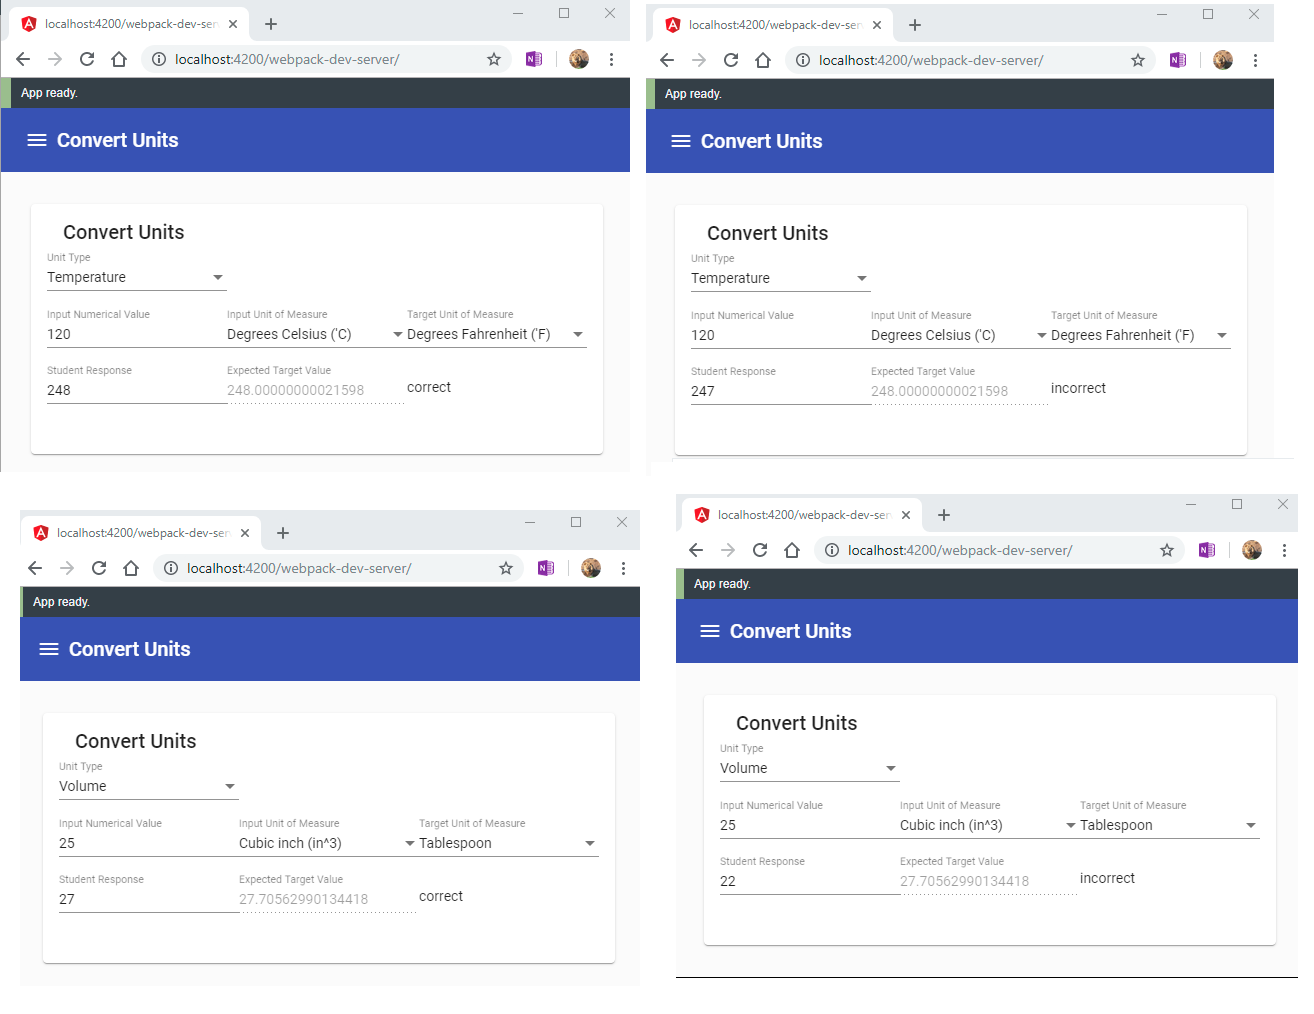 localhost:4200/webpack-dev-ser
localhost:4200/webpack-dev-server/
App ready.
Convert Units
Convert Units
Unit Type
Temperature
Input Numerical Value Input Unit of Measure Target Unit of Measure
120 Degrees Celsius ('C) Degrees Fahrenheit ('F)
Student Response Expected Target Value
248 248.00000000021598 correct
localhost:4200/webpack-dev-ser
localhost:4200/webpack-dev-server/
App ready.
Convert Units
Convert Units
Unit Type
Temperature
Input Numerical Value Input Unit of Measure Target Unit of Measure
120 Degrees Celsius ('C) Degrees Fahrenheit ('F)
Student Response Expected Target Value
247 248.00000000021598 incorrect
localhost:4200/webpack-dev-ser
localhost:4200/webpack-dev-server/
App ready.
Convert Units
Convert Units
Unit Type
Volume
Input Numerical Value Input Unit of Measure Target Unit of Measure
25 Cubic inch (in^3) Tablespoon
Student Response Expected Target Value
27 27.70562990134418 correct
localhost:4200/webpack-dev-ser
localhost:4200/webpack-dev-server/
App ready.
Convert Units
Convert Units
Unit Type
Volume
Input Numerical Value Input Unit of Measure Target Unit of Measure
25 Cubic inch (in^3) Tablespoon
Student Response Expected Target Value
22 27.70562990134418 incorrect